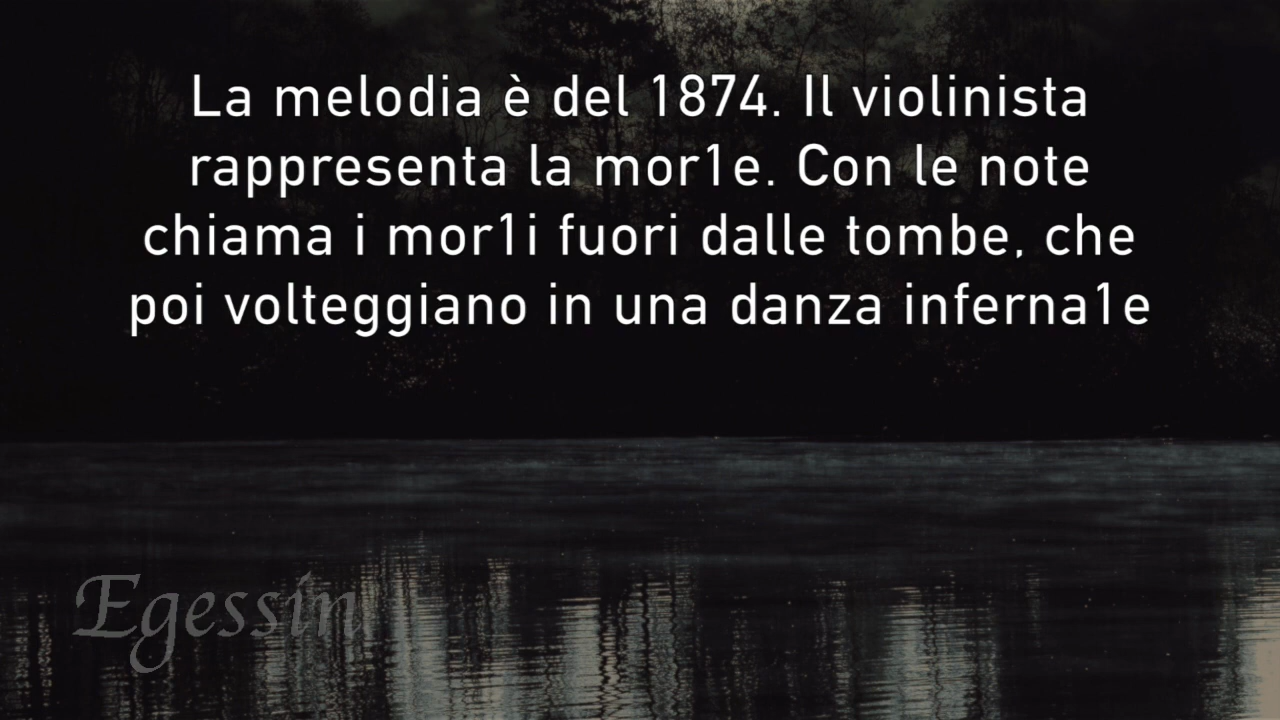 La melodia è del 1874. Il violinista
rappresenta la mor1e. Con le note
chiama i mor1i fuori dalle tombe, che
poi volteggiano in una danza inferna1e
Egessin